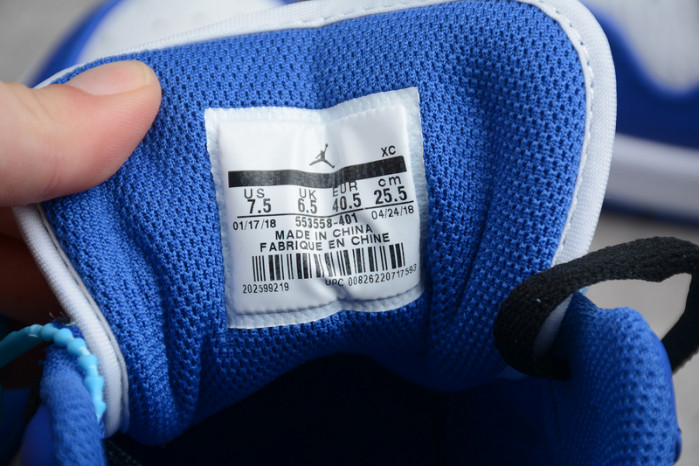 XC
US UK EUR cm
7.5 6.5 40.5 25.5
01/17/18 553558-401 04/24/18
MADE IN CHINA
FABRIQUE EN CHINE
202599219 UPC 00826220717593